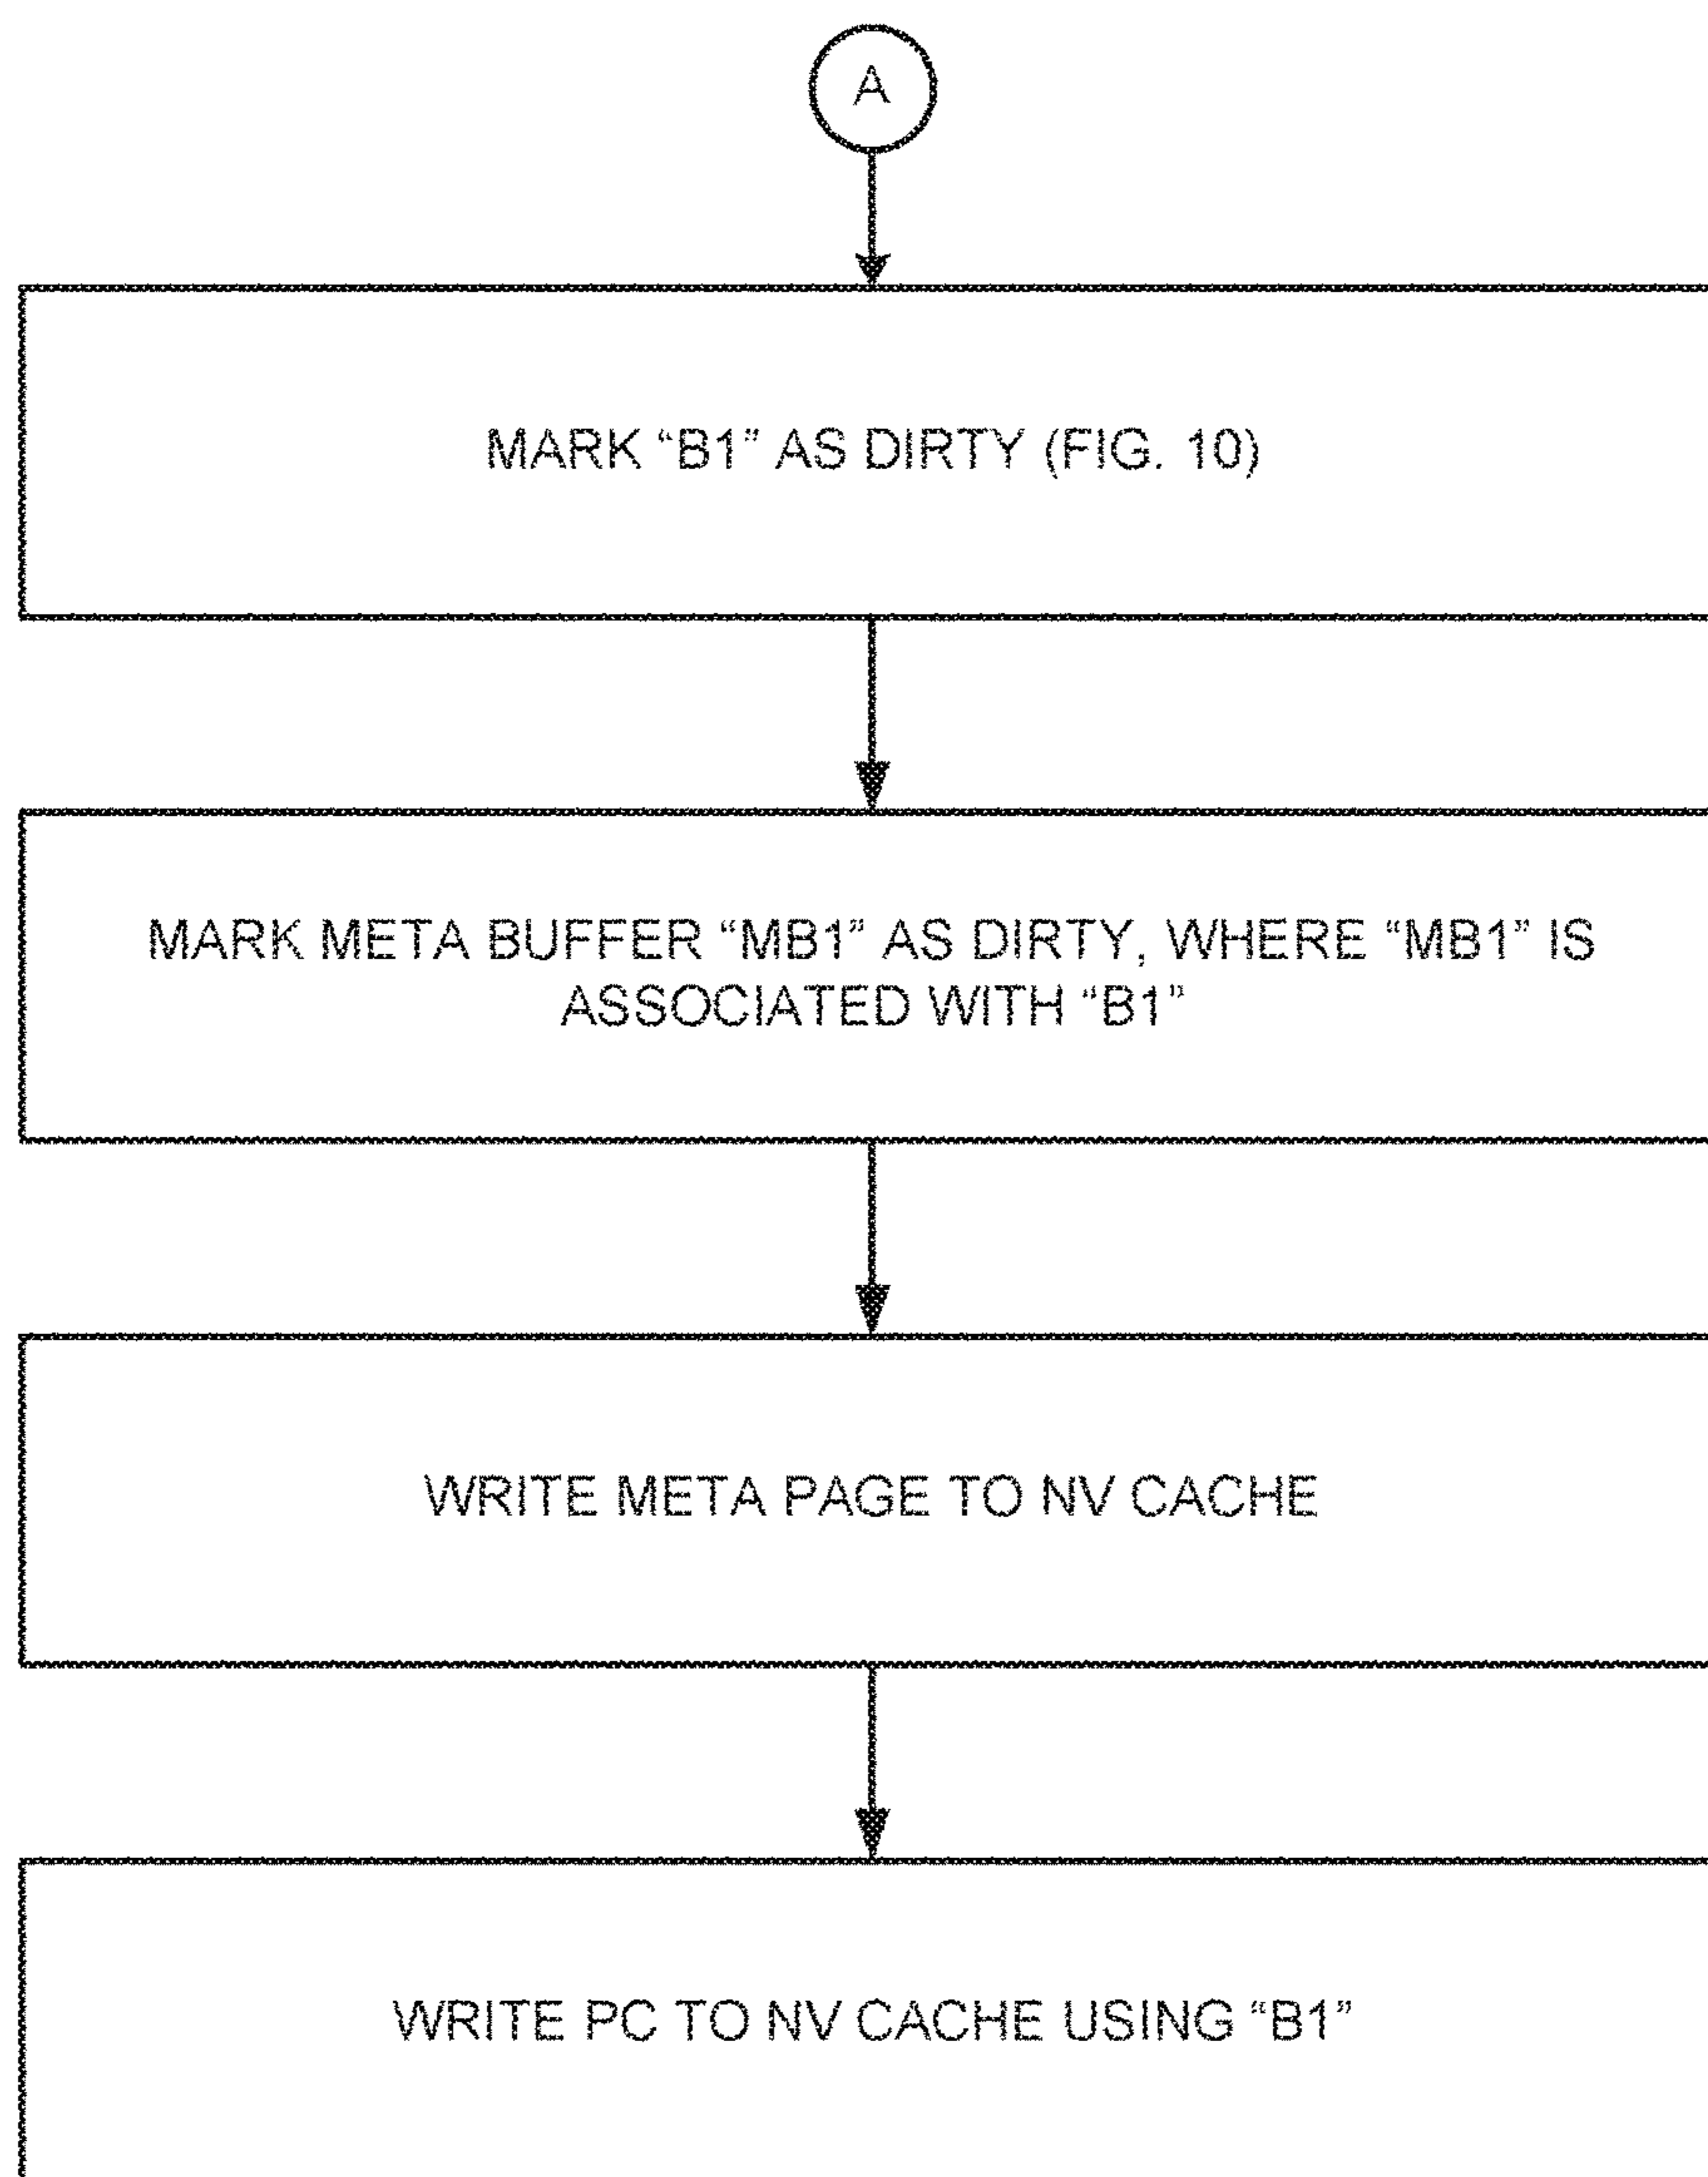 A
MARK “B1” AS DIRTY (FIG. 10)
MARK META BUFFER “MB1” AS DIRTY, WHERE “MB1” IS
ASSOCIATED WITH “B1”
WRITE META PAGE TO NV CACHE
WRITE PC TO NV CACHE USING “B1”